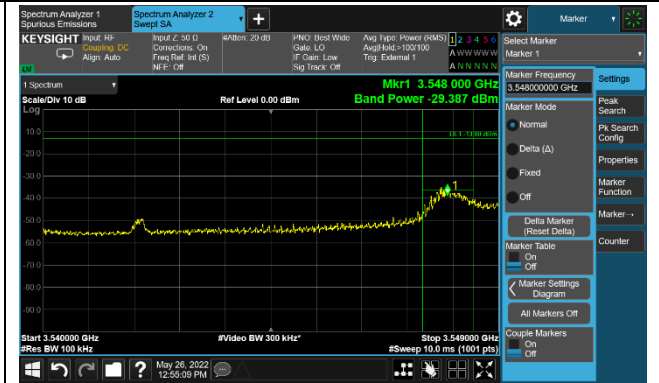 Spectrum Analyzer 1
Spurious Emissions
Spectrum Analyzer 2
Swept SA
+
Marker
KEYSIGHT
Input: RF
Coupling: DC
Align: Auto
Input Z: 50 Ω
Corrections: On
Freq Ref: Int (S)
NFE: Off
#Atten: 20 dB
PNO: Best Wide
Gate: LO
IF Gain: Low
Sig Track: Off
Avg Type: Power (RMS)
Avg|Hold:>100/100
Trig: External 1
1 2 3 4 5 6
A W W W W W
A N N N N N
LXI
Select Marker
Marker 1
1 Spectrum
Scale/Div 10 dB
Log
Ref Level 0.00 dBm
Mkr1 3.548 000 GHz
Band Power -29.387 dBm
DL1 -13.00 dBm
-10.0
-20.0
-30.0
-40.0
-50.0
-60.0
-70.0
-80.0
-90.0
1
Start 3.540000 GHz
#Res BW 100 kHz
#Video BW 300 kHz*
Stop 3.549000 GHz
#Sweep 10.0 ms (1001 pts)
Marker Frequency
3.548000000 GHz
Marker Mode
Normal
Delta (Δ)
Fixed
Off
Delta Marker
(Reset Delta)
Marker Table
On
Off
Marker Settings
Diagram
All Markers Off
Couple Markers
On
Off
Settings
Peak
Search
Pk Search
Config
Properties
Marker
Function
Marker→
Counter
?
May 26, 2022
12:55:09 PM